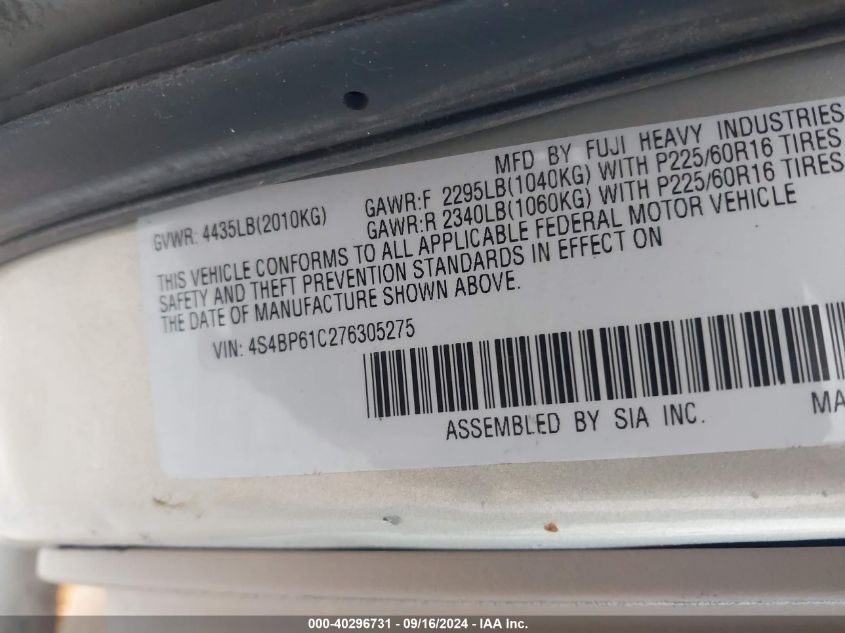 MFD BY FUJI HEAVY INDUSTRIES
GVWR: 4435LB(2010KG) GAWR:F 2295LB(1040KG) WITH P225/60R16 TIRES
GAWR:R 2340LB(1060KG) WITH P225/60R16 TIRES
THIS VEHICLE CONFORMS TO ALL APPLICABLE FEDERAL MOTOR VEHICLE
SAFETY AND THEFT PREVENTION STANDARDS IN EFFECT ON
THE DATE OF MANUFACTURE SHOWN ABOVE.
VIN: 4S4BP61C276305275
ASSEMBLED BY SIA INC. MA
000-40296731 - 09/16/2024 - IAA Inc.